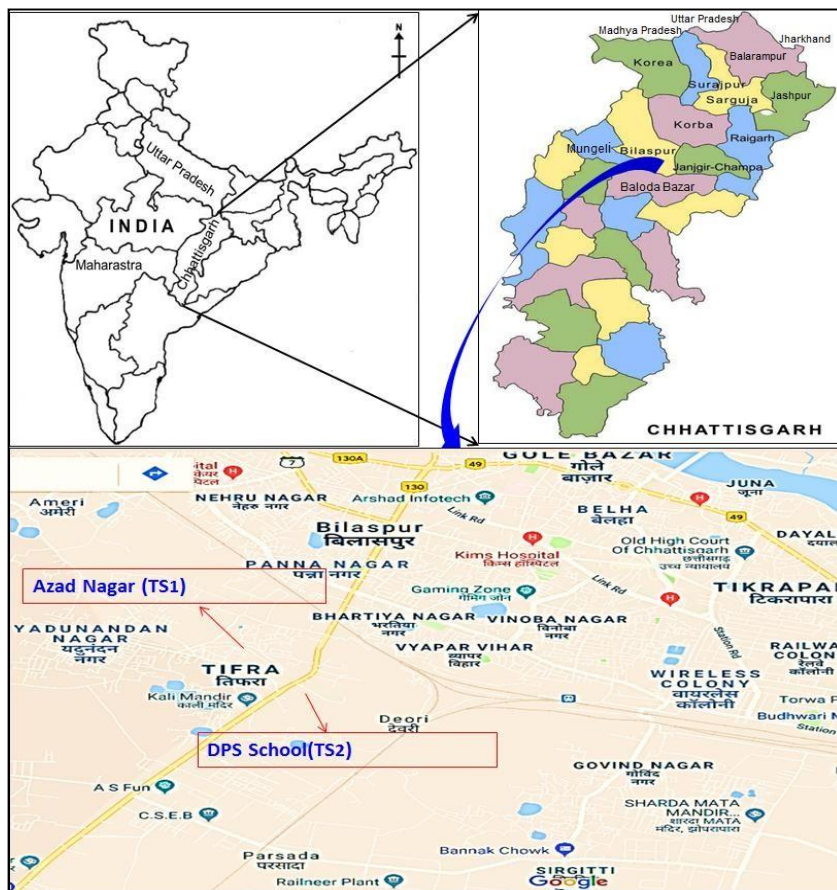 N
Uttar Pradesh
INDIA
Maharastra
Chhattisgarh
Uttar Pradesh
Madhya Pradesh
Jharkhand
Korea
Balarampur
Surajpur
Sarguja
Jashpur
Korba
Raigarh
Mungeli
Bilaspur
Janjgir-Champa
Baloda Bazar
CHHATTISGARH
130A
49
GOLE BAZAR
गोले
बाज़ार
7
ital
केयर
130
JUNA
जूना
Ameri
अमेरी
NEHRU NAGAR
नेहरु नगर
Arshad Infotech
Link Rd
BELHA
बेलहा
49
DAYAL
Bilaspur
बिलासपुर
Old High Court
Of Chhattisgarh
छत्तीसगढ़
उच्च न्यायालय
Kims Hospital
किम्स हॉस्पिटल
PANNA NAGAR
पन्ना नगर
Azad Nagar (TS1)
Gaming Zone
गेमिंग जोन
Link Rd
TIKRAPA
टिकरापारा
BHARTIYA NAGAR
भरतिया
नगर
VINOBA NAGAR
विनोबा
नगर
YADUNANDAN
NAGAR
यदुनंदन
नगर
VYAPAR VIHAR
व्यापार
विहार
Station Rd
RAILWA
COLON
रेलवे
कॉलोनी
TIFRA
तिफरा
WIRELESS
COLONY
वायरलेस
कॉलोनी
Kali Mandir
काली मंदिर
Torwa P
Deori
देवरी
Budhwari M
Station
DPS School(TS2)
GOVIND NAGAR
गोविंद
नगर
A S Fun
SHARDA MATA
MANDIR...
शारदा माता
मंदिर, झोपरापारा
C.S.E.B
Bannak Chowk
Parsada
परसादा
SIRGITTI
Railneer Plant
Google